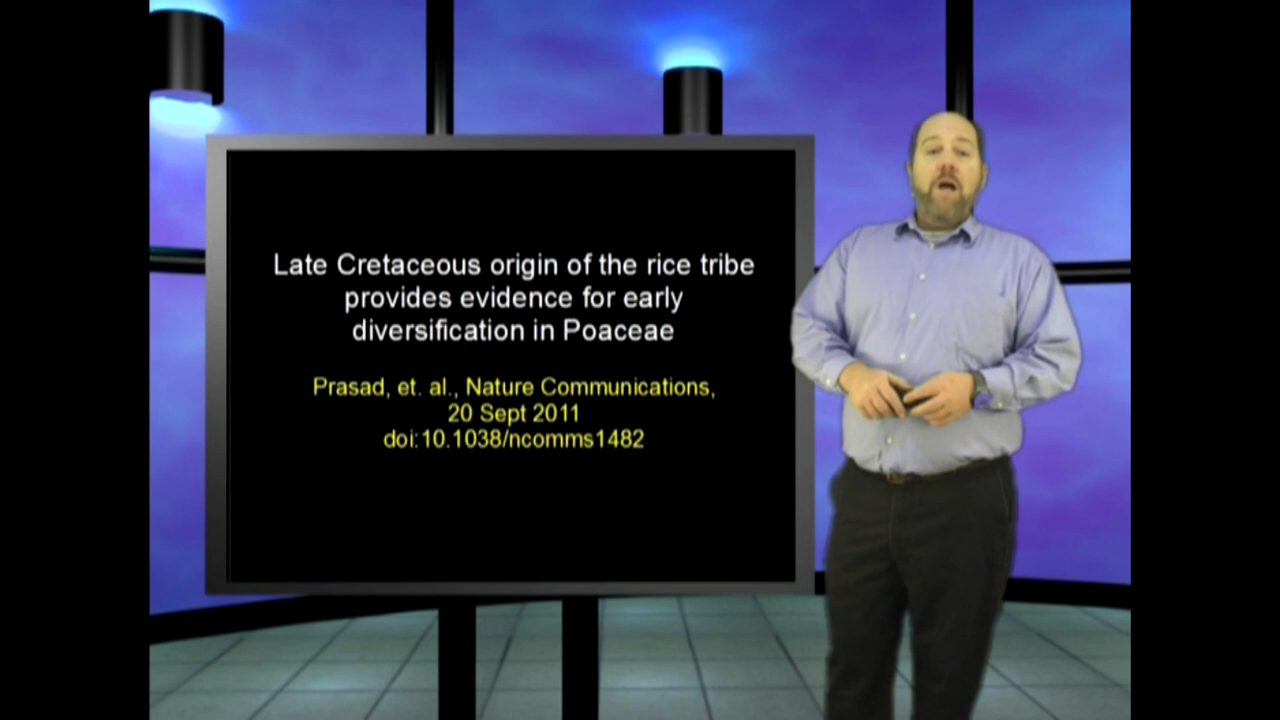 Late Cretaceous origin of the rice tribe
provides evidence for early
diversification in Poaceae
Prasad, et. al., Nature Communications,
20 Sept 2011
doi:10.1038/ncomms1482